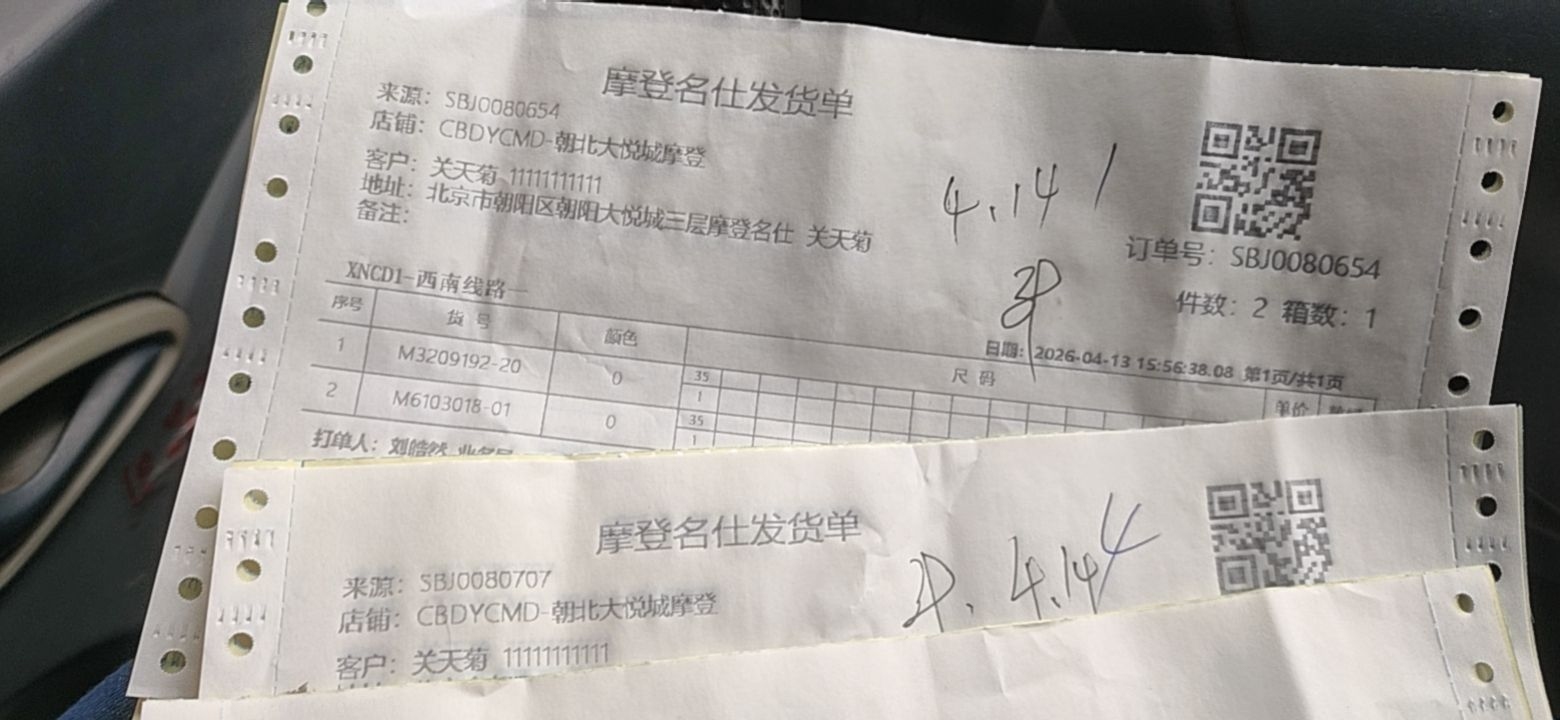 摩登名仕发货单
来源：SBJ0080654
店铺：CBDYCMD-朝北大悦城摩登
客户：关天菊 11111111111
地址：北京市朝阳区朝阳大悦城三层摩登名仕 关天菊
备注：
4.14 1
订单号：SBJ0080654
件数：2 箱数：1
XNCD1-西南线路一
日期：2026-04-13 15:56:38.08 第1页/共1页
序号 货号 颜色 尺码 单价
1 M3209192-20 0 35
1
2 M6103018-01 0 35
1
打单人：刘皓然
摩登名仕发货单
4.14 4
来源：SBJ0080707
店铺：CBDYCMD-朝北大悦城摩登
客户：关天菊 11111111111